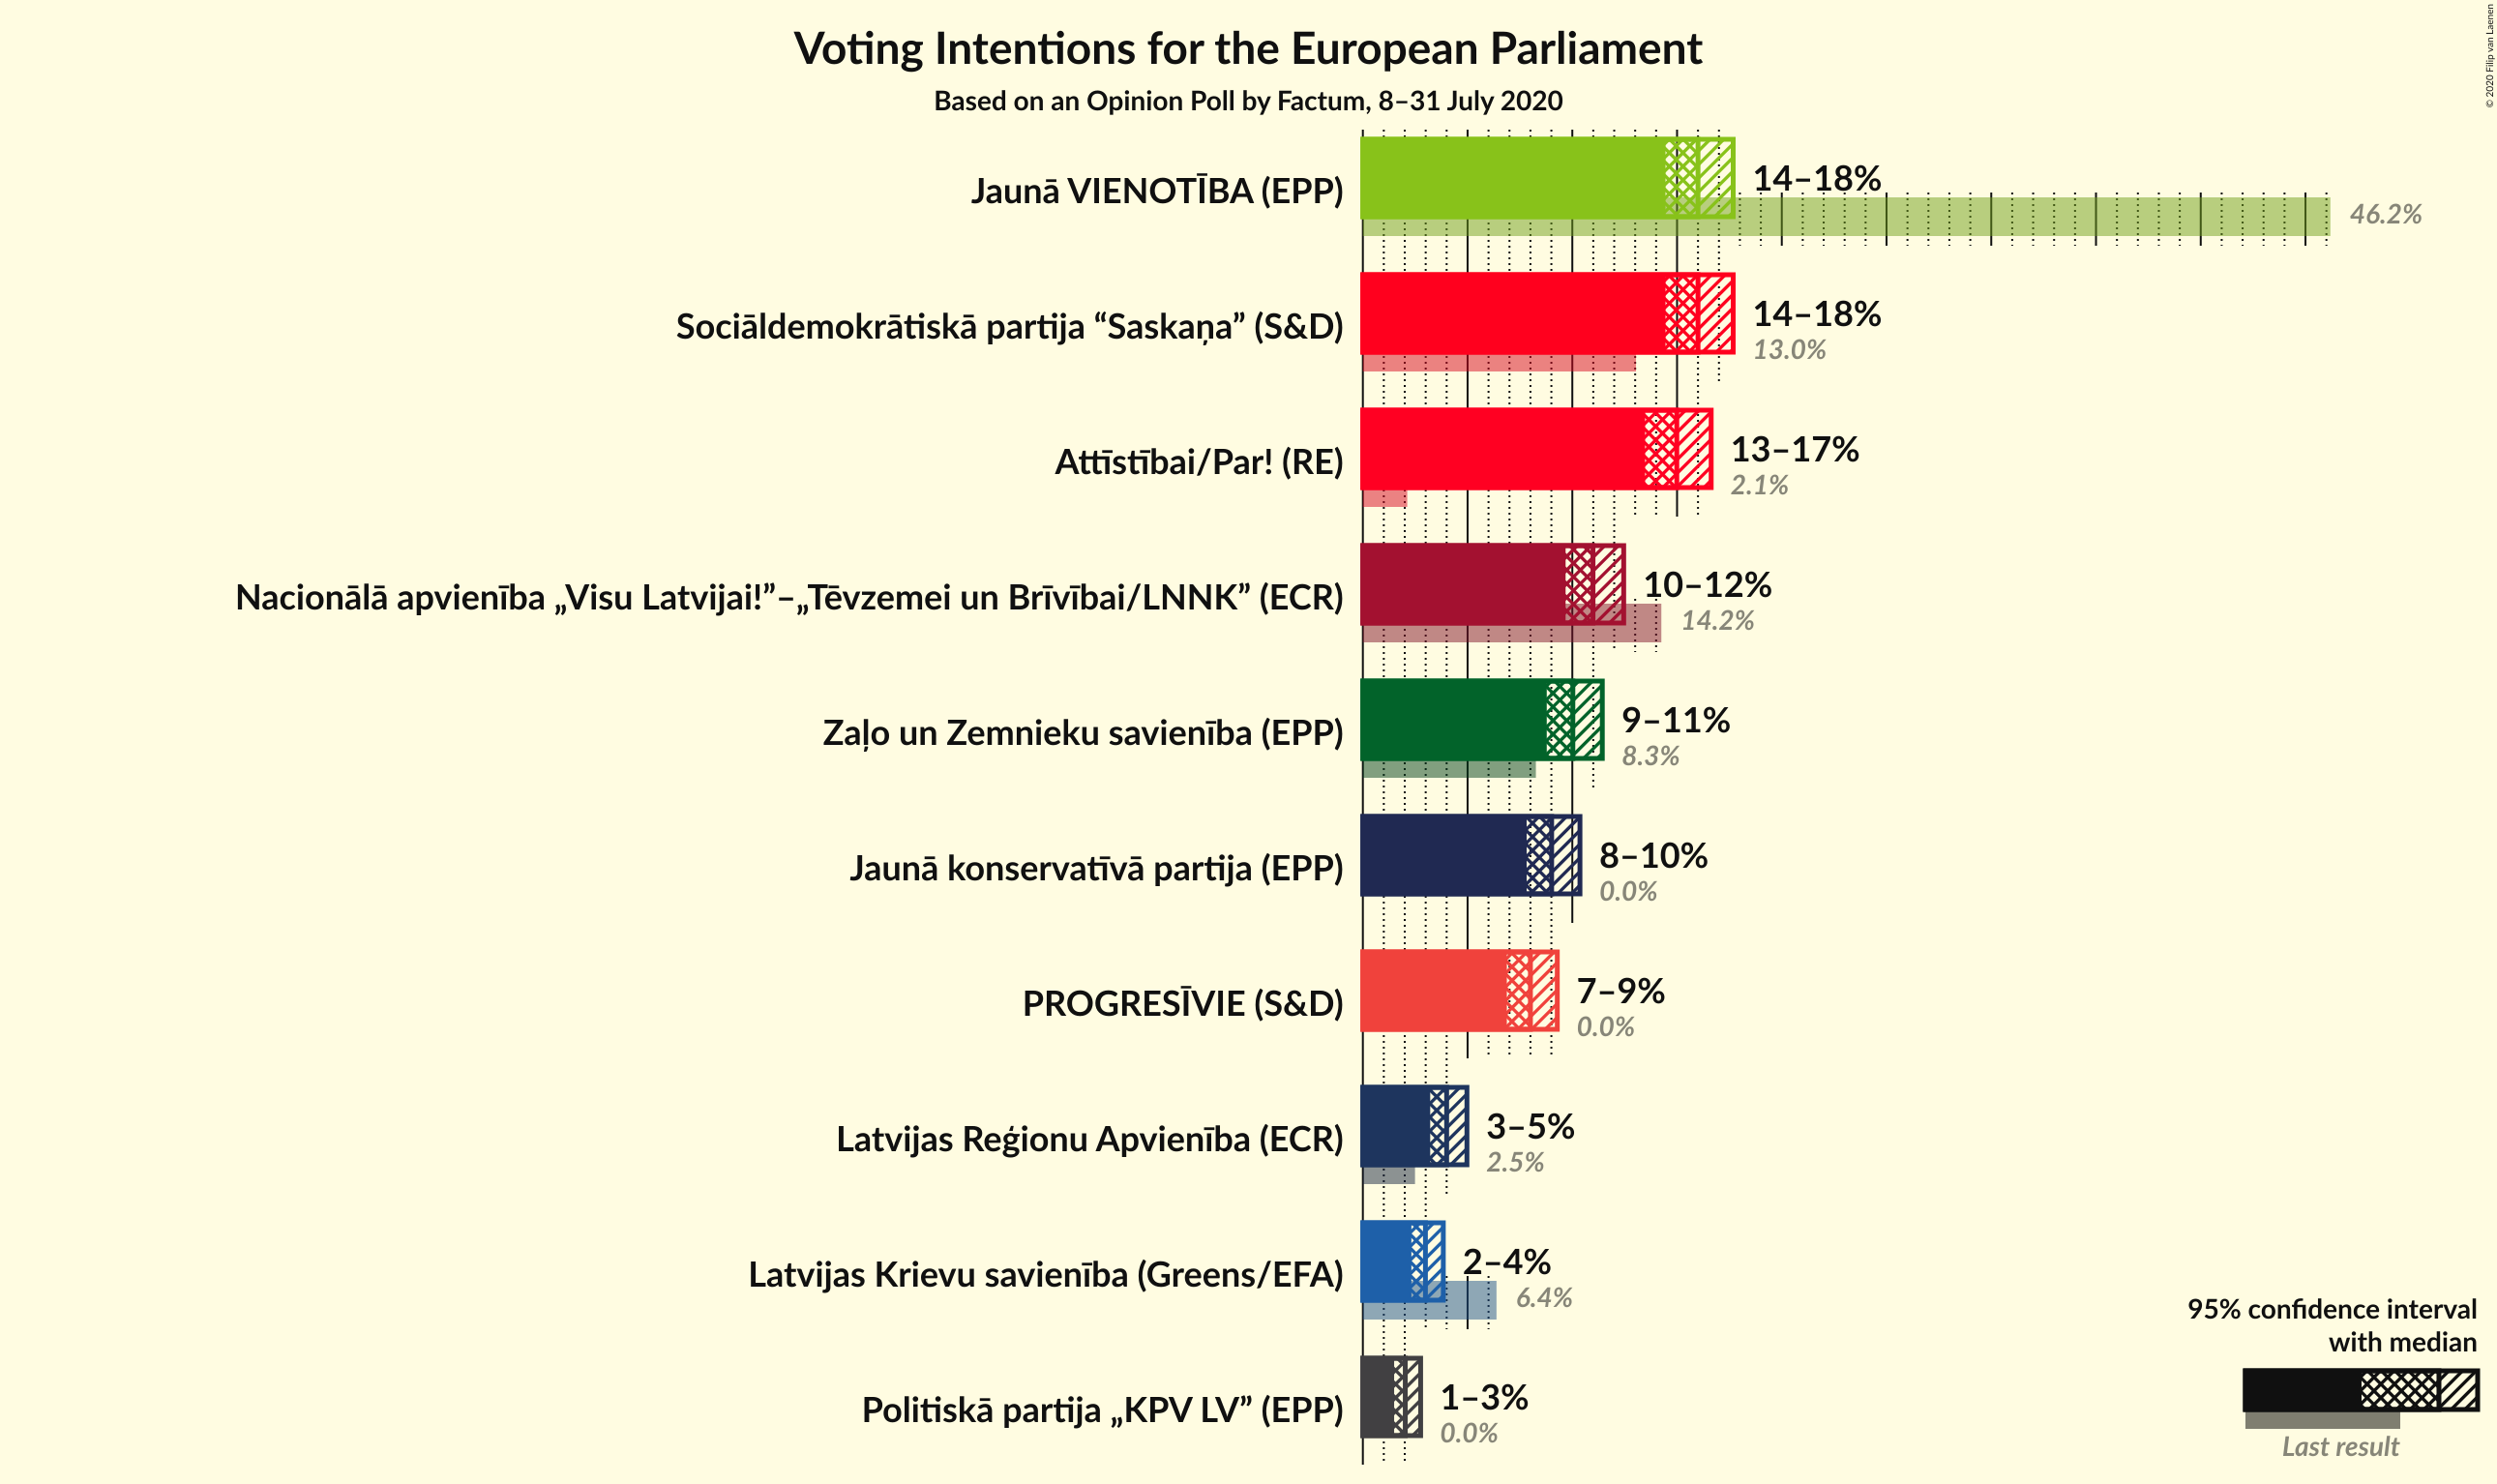 Voting Intentions for the European Parliament
Based on an Opinion Poll by Factum, 8–31 July 2020
© 2020 Filip van Laenen
Jaunā VIENOTĪBA (EPP)
14–18%
46.2%
Sociāldemokrātiskā partija “Saskaņa” (S&D)
14–18%
13.0%
Attīstībai/Par! (RE)
13–17%
2.1%
Nacionālā apvienība „Visu Latvijai!”–„Tēvzemei un Brīvībai/LNNK” (ECR)
10–12%
14.2%
Zaļo un Zemnieku savienība (EPP)
9–11%
8.3%
Jaunā konservatīvā partija (EPP)
8–10%
0.0%
PROGRESĪVIE (S&D)
7–9%
0.0%
Latvijas Reģionu Apvienība (ECR)
3–5%
2.5%
Latvijas Krievu savienība (Greens/EFA)
2–4%
6.4%
Politiskā partija „KPV LV” (EPP)
1–3%
0.0%
95% confidence interval
with median
Last result